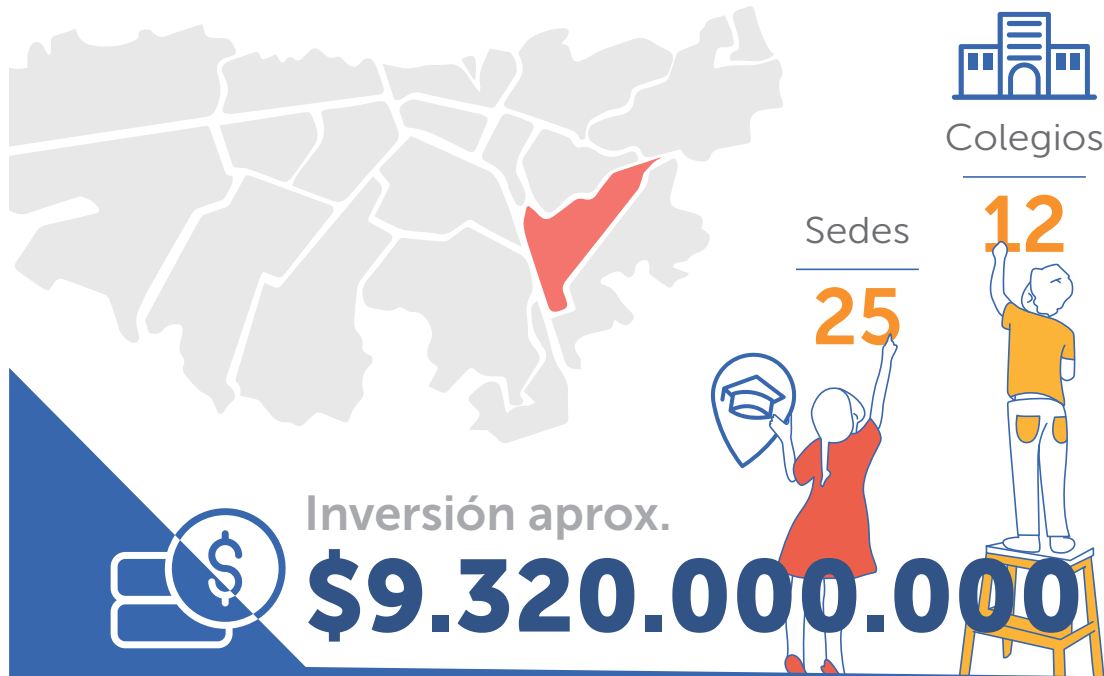 Colegios
12
Sedes
25
Inversión aprox.
$9.320.000.000